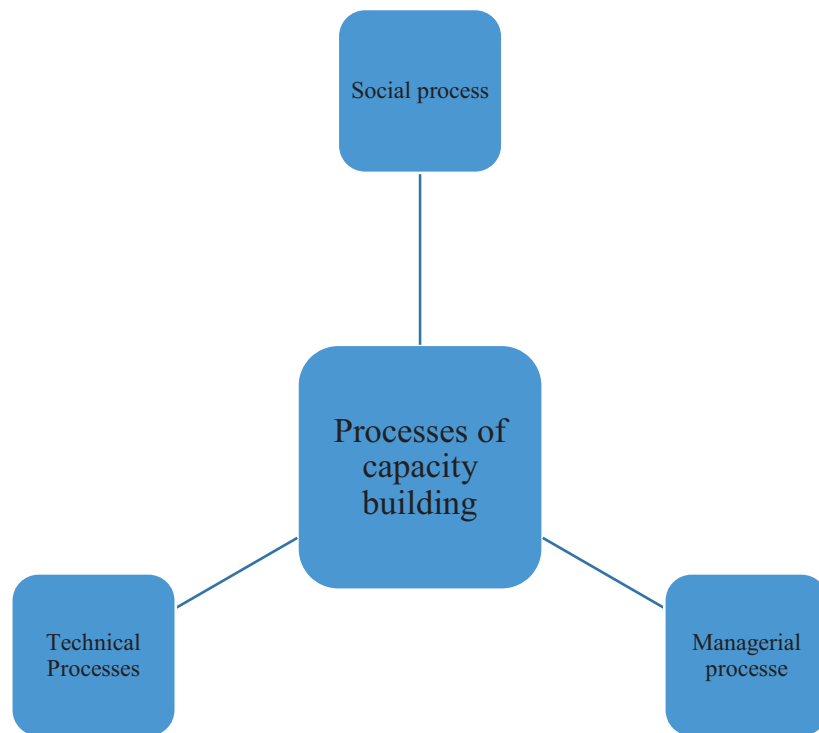 Social process
Processes of
capacity
building
Technical
Processes
Managerial
processe